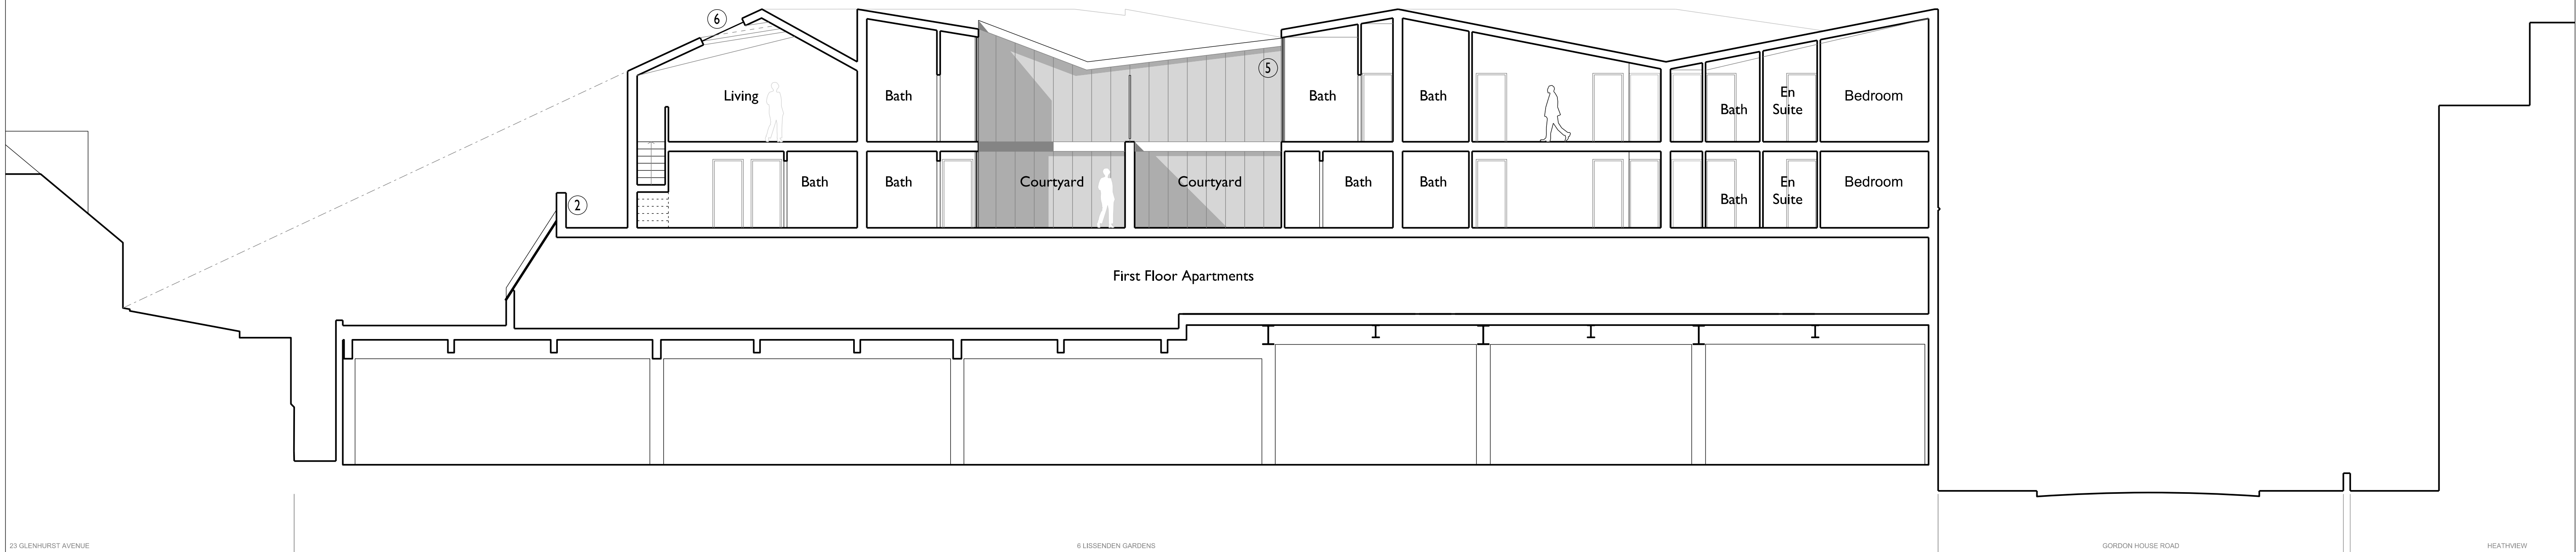 6
5
Living
Bath
Bath
Bath
Bath
En
Suite
Bedroom
Bath
Bath
Courtyard
Courtyard
Bath
Bath
En
Suite
Bedroom
Bath
Bath
2
First Floor Apartments
23 GLENHURST AVENUE
6 LISSENDEN GARDENS
GORDON HOUSE ROAD
HEATHVIEW